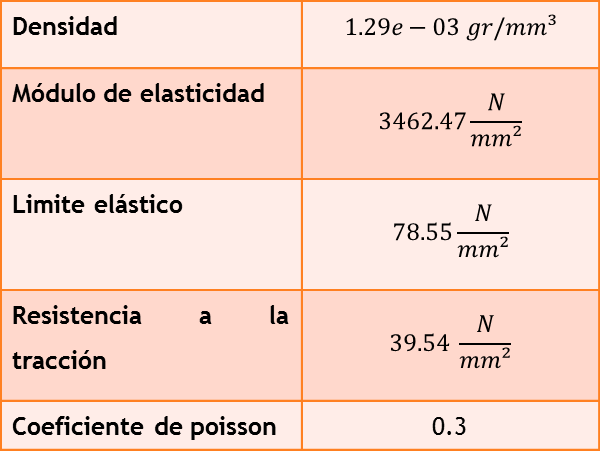 Densidad 1.29e − 03 gr/mm³
Módulo de elasticidad 3462.47 N/mm²
Limite elástico 78.55 N/mm²
Resistencia a la
tracción 39.54 N/mm²
Coeficiente de poisson 0.3